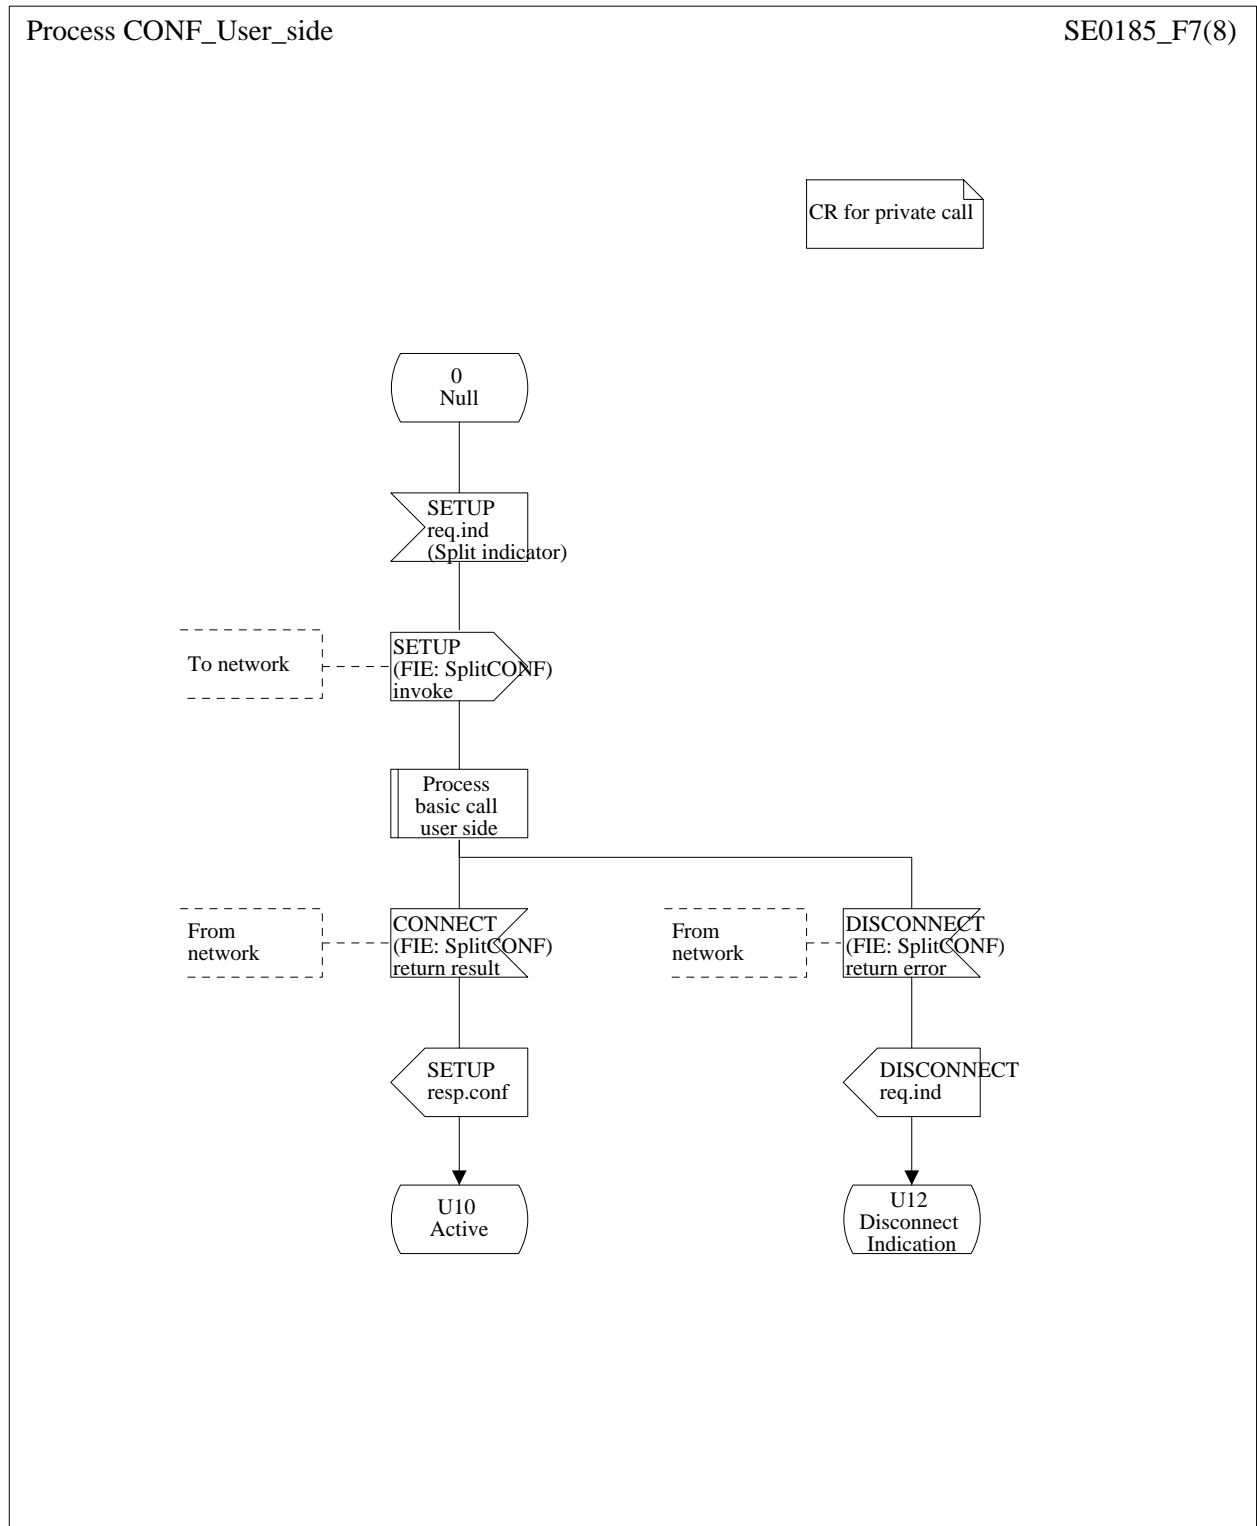 Process CONF_User_side
SE0185_F7(8)
CR for private call
0
Null
SETUP
req.ind
(Split indicator)
To network
SETUP
(FIE: SplitCONF)
invoke
Process
basic call
user side
From
network
CONNECT
(FIE: SplitCONF)
return result
From
network
DISCONNECT
(FIE: SplitCONF)
return error
SETUP
resp.conf
DISCONNECT
req.ind
U10
Active
U12
Disconnect
Indication